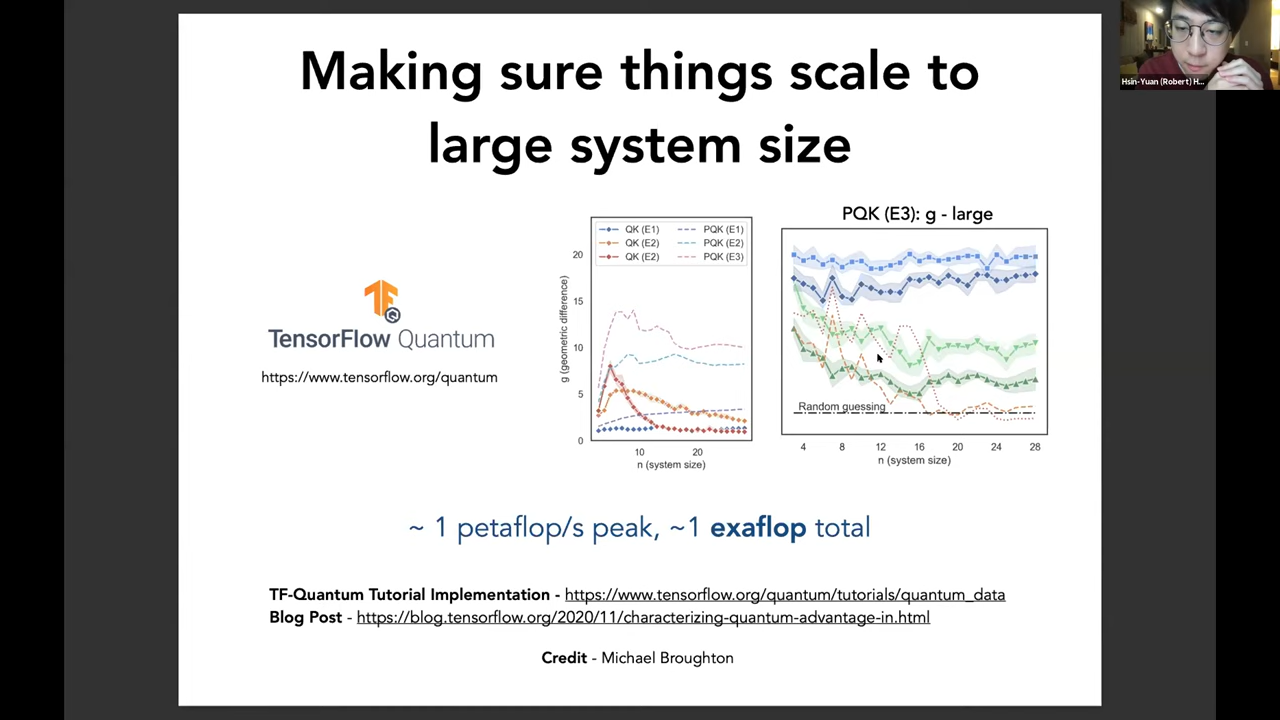 Making sure things scale to
large system size
Hsin-Yuan (Robert) H...
TensorFlow Quantum
https://www.tensorflow.org/quantum
QK (E1)
QK (E2)
QK (E2)
PQK (E1)
PQK (E2)
PQK (E3)
g (geometric difference)
20
15
10
5
0
10 20
n (system size)
PQK (E3): g - large
Random guessing
4 8 12 16 20 24 28
n (system size)
~ 1 petaflop/s peak, ~1 exaflop total
TF-Quantum Tutorial Implementation - https://www.tensorflow.org/quantum/tutorials/quantum_data
Blog Post - https://blog.tensorflow.org/2020/11/characterizing-quantum-advantage-in.html
Credit - Michael Broughton